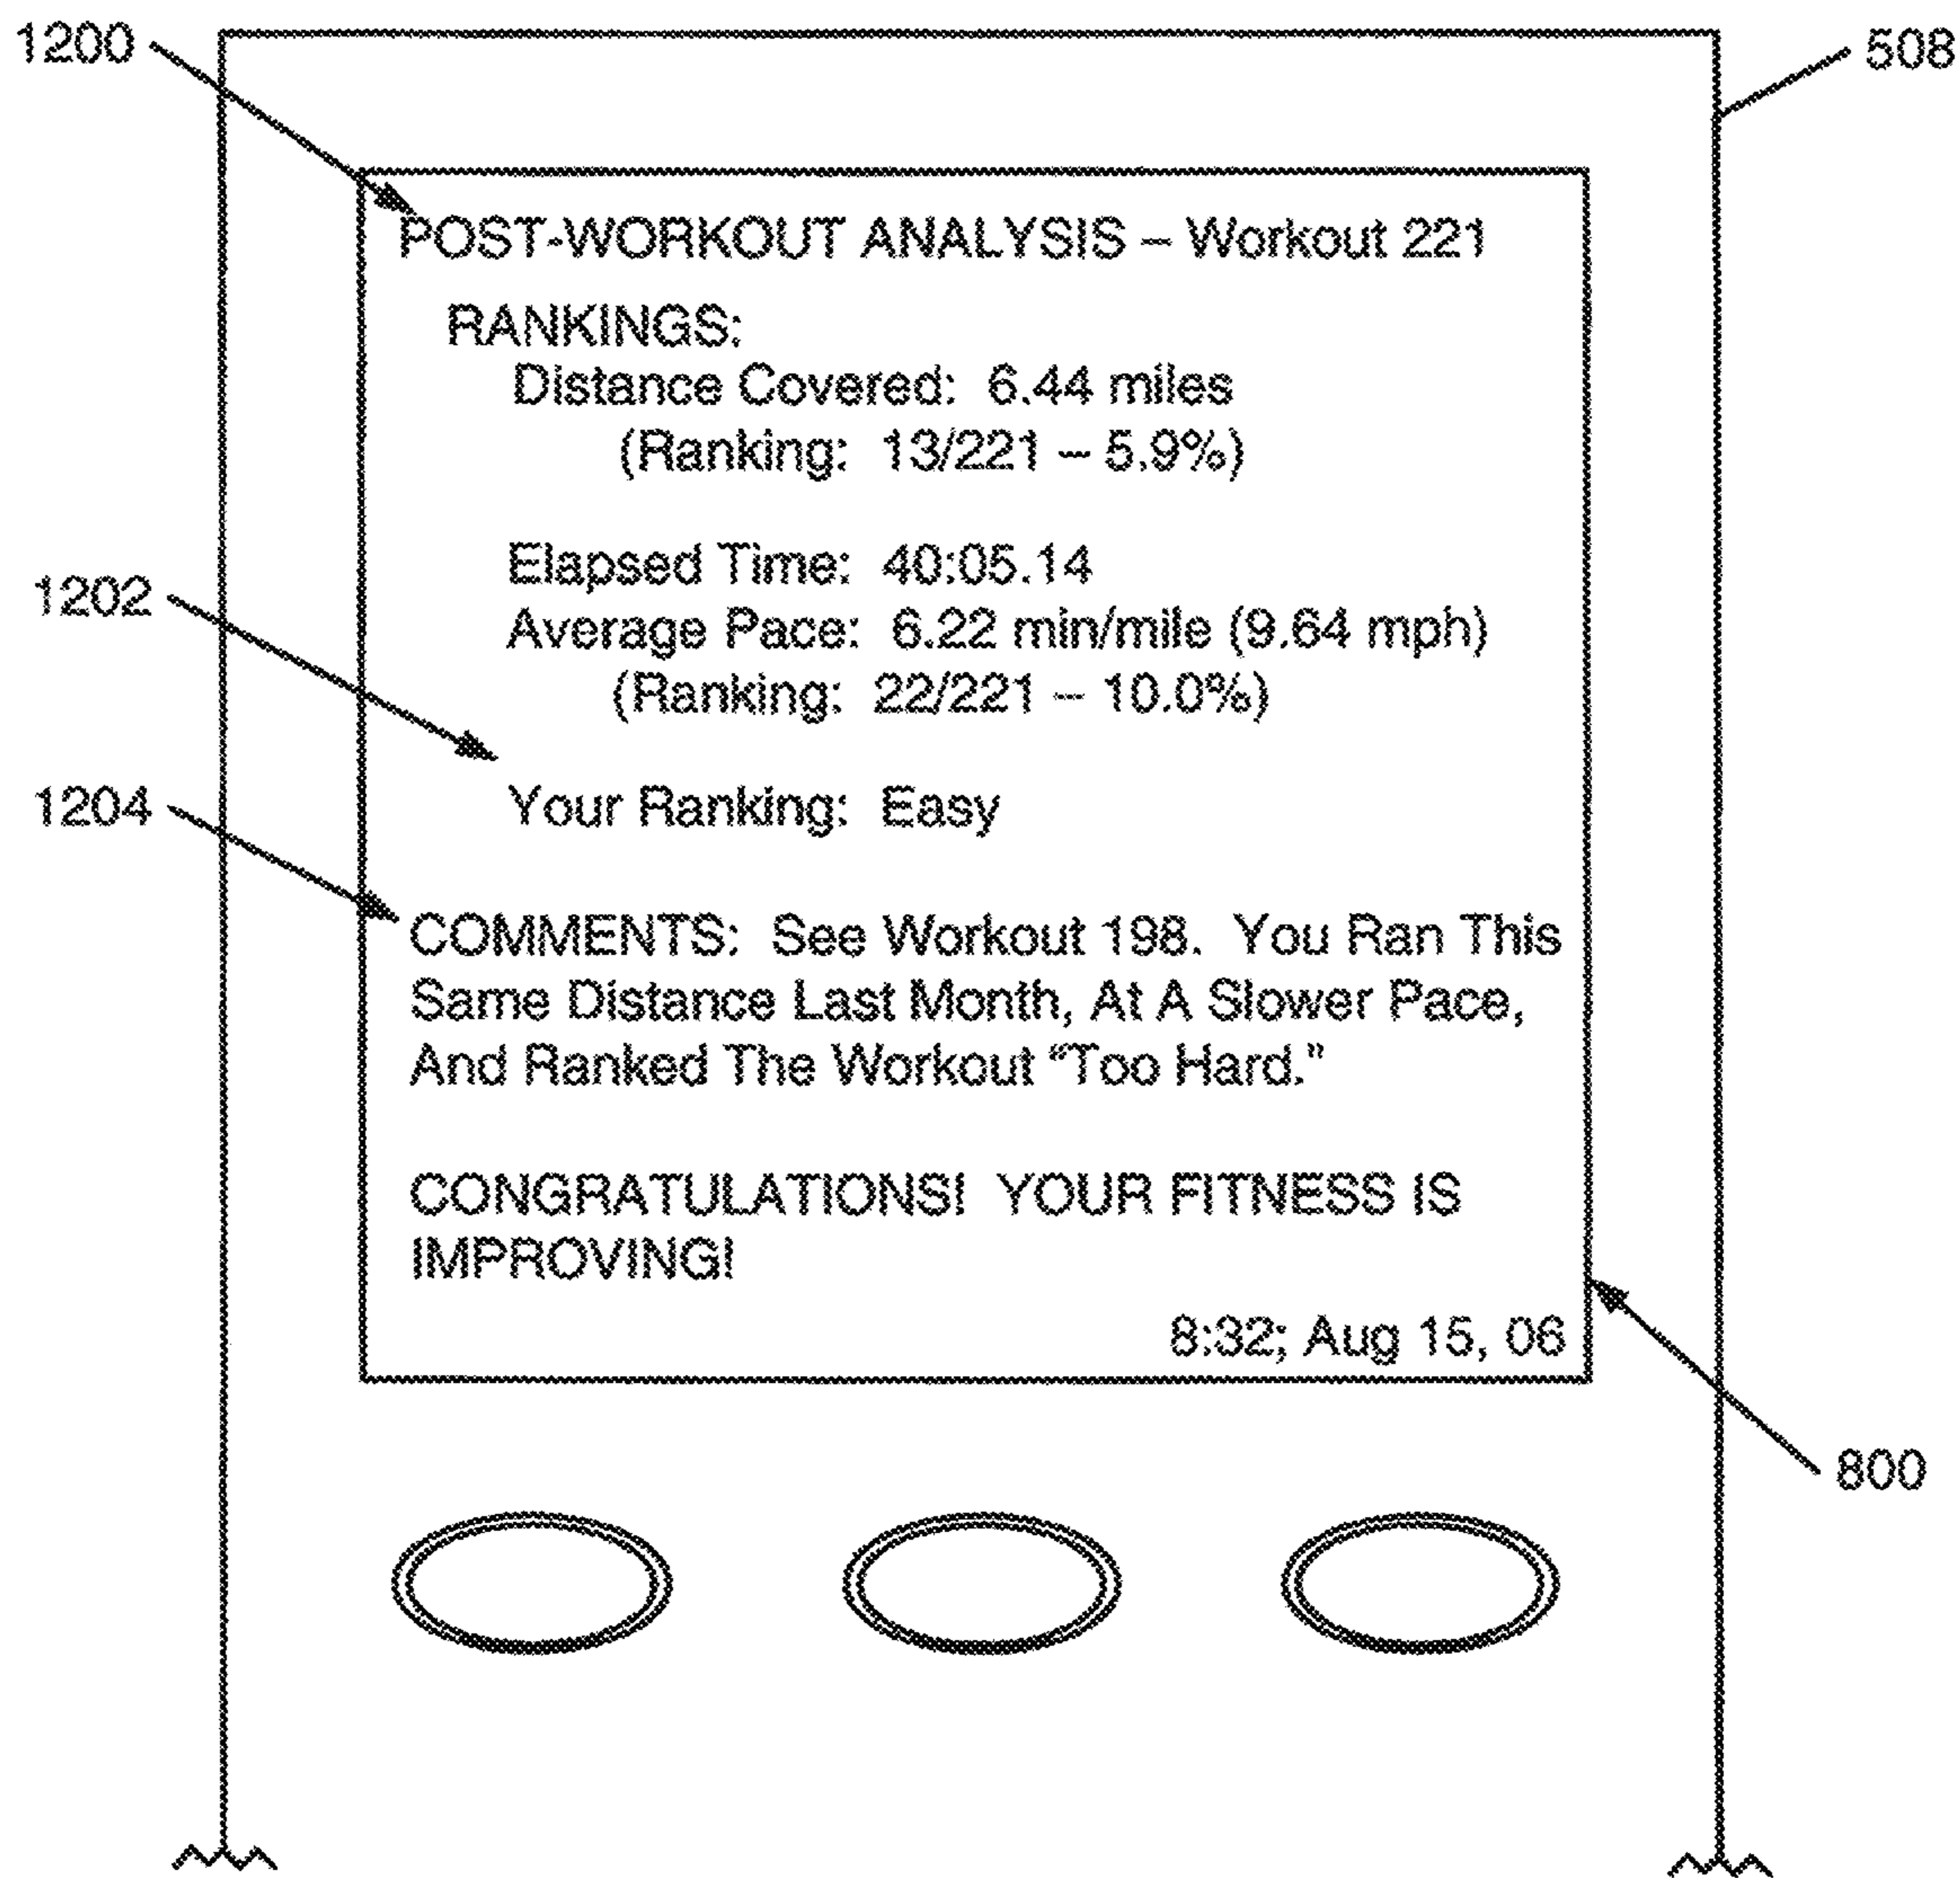 1200
508
POST-WORKOUT ANALYSIS – Workout 221
RANKINGS:
Distance Covered: 6.44 miles
(Ranking: 13/221 – 5.9%)
Elapsed Time: 40:05.14
1202
Average Pace: 6.22 min/mile (9.64 mph)
(Ranking: 22/221 – 10.0%)
Your Ranking: Easy
1204
COMMENTS: See Workout 198. You Ran This
Same Distance Last Month, At A Slower Pace,
And Ranked The Workout “Too Hard.”
CONGRATULATIONS! YOUR FITNESS IS
IMPROVING!
8:32; Aug 15, 06
800